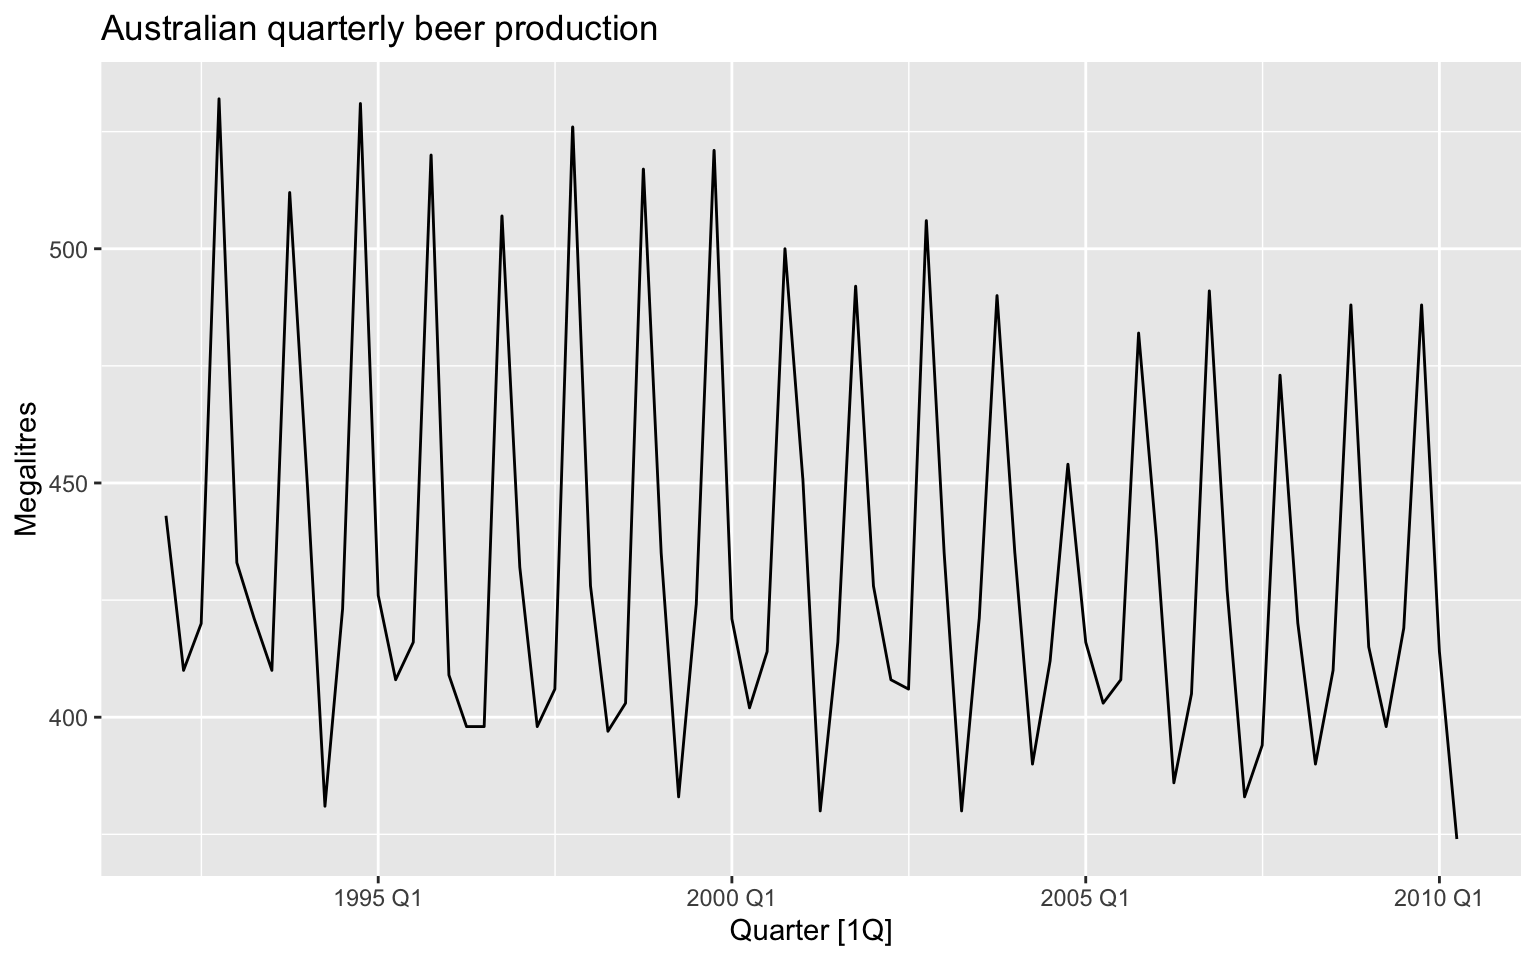 Australian quarterly beer production
Megalitres
500
450
400
1995 Q1
2000 Q1
2005 Q1
2010 Q1
Quarter [1Q]